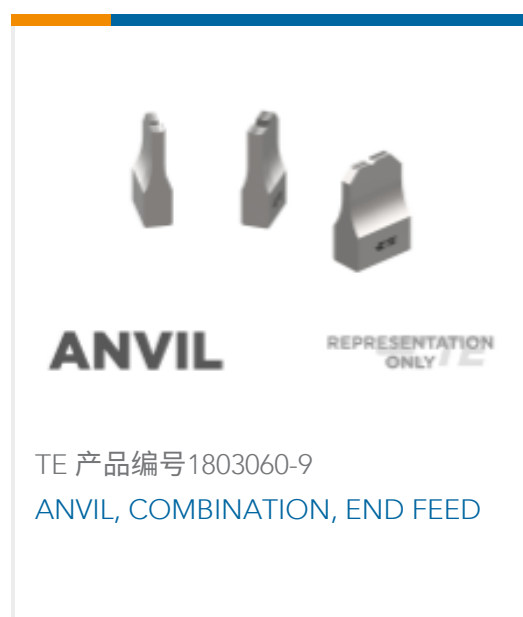 ANVIL
REPRESENTATION
ONLY
TE
TE 产品编号1803060-9
ANVIL, COMBINATION, END FEED